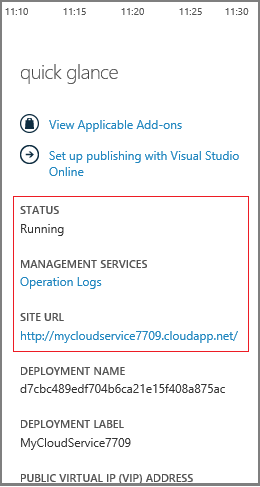 11:10 11:15 11:20 11:25 11:30
quick glance
View Applicable Add-ons
Set up publishing with Visual Studio
Online
STATUS
Running
MANAGEMENT SERVICES
Operation Logs
SITE URL
http://mycloudservice7709.cloudapp.net/
DEPLOYMENT NAME
d7cbc489edf704b6ca21e15f408a875ac
DEPLOYMENT LABEL
MyCloudService7709
PUBLIC VIRTUAL IP (VIP) ADDRESS